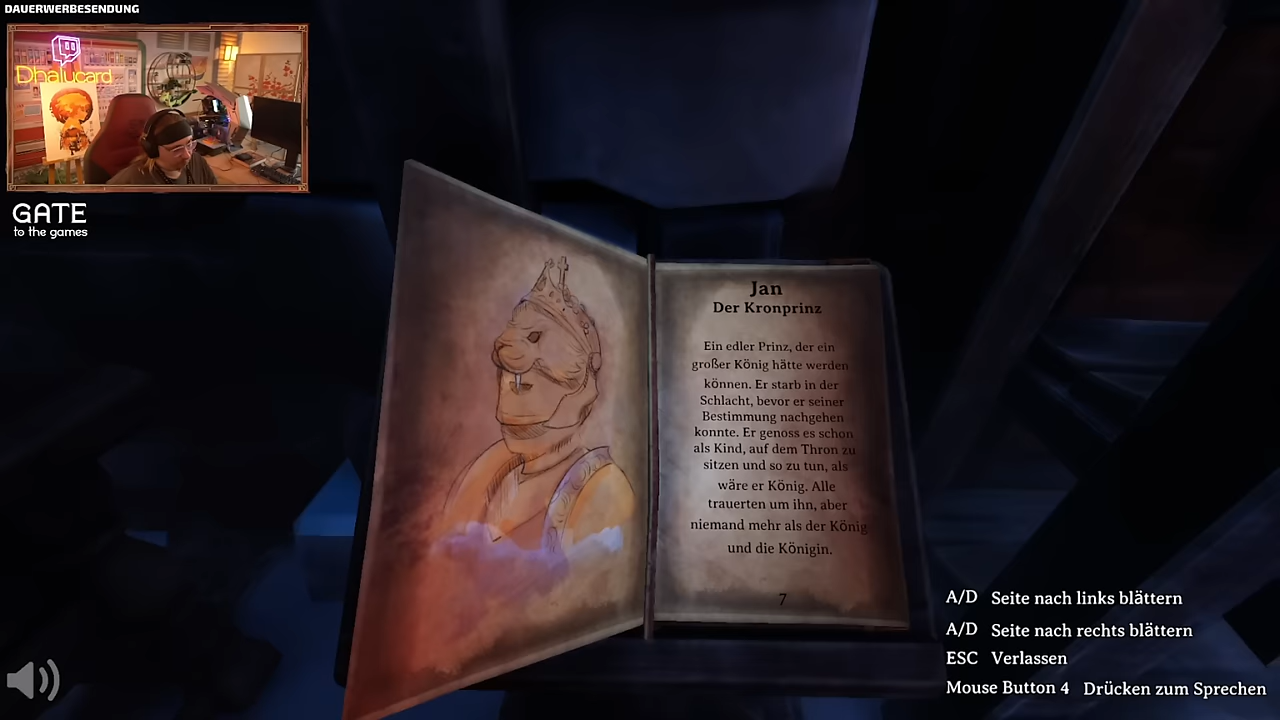 DAUERWERBESENDUNG
Dhalucard
GATE
to the games
Jan
Der Kronprinz
Ein edler Prinz, der ein
großer König hätte werden
können. Er starb in der
Schlacht, bevor er seiner
Bestimmung nachgehen
konnte. Er genoss es schon
als Kind, auf dem Thron zu
sitzen und so zu tun, als
wäre er König. Alle
trauerten um ihn, aber
niemand mehr als der König
und die Königin.
7
A/D Seite nach links blättern
A/D Seite nach rechts blättern
ESC Verlassen
Mouse Button 4 Drücken zum Sprechen